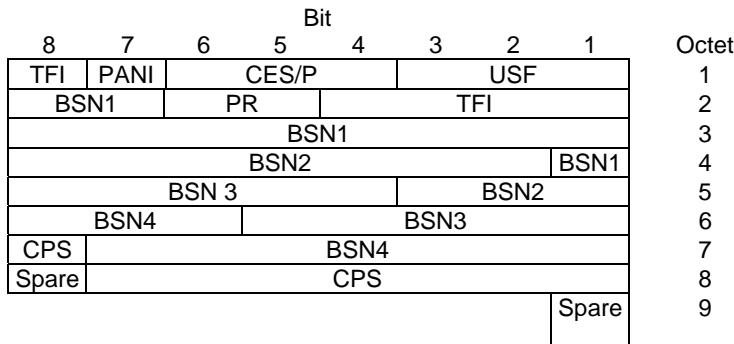 Bit
8 7 6 5 4 3 2 1 Octet
TFI PANI CES/P USF 1
BSN1 PR TFI 2
BSN1 3
BSN2 BSN1 4
BSN 3 BSN2 5
BSN4 BSN3 6
CPS BSN4 7
Spare CPS 8
Spare 9